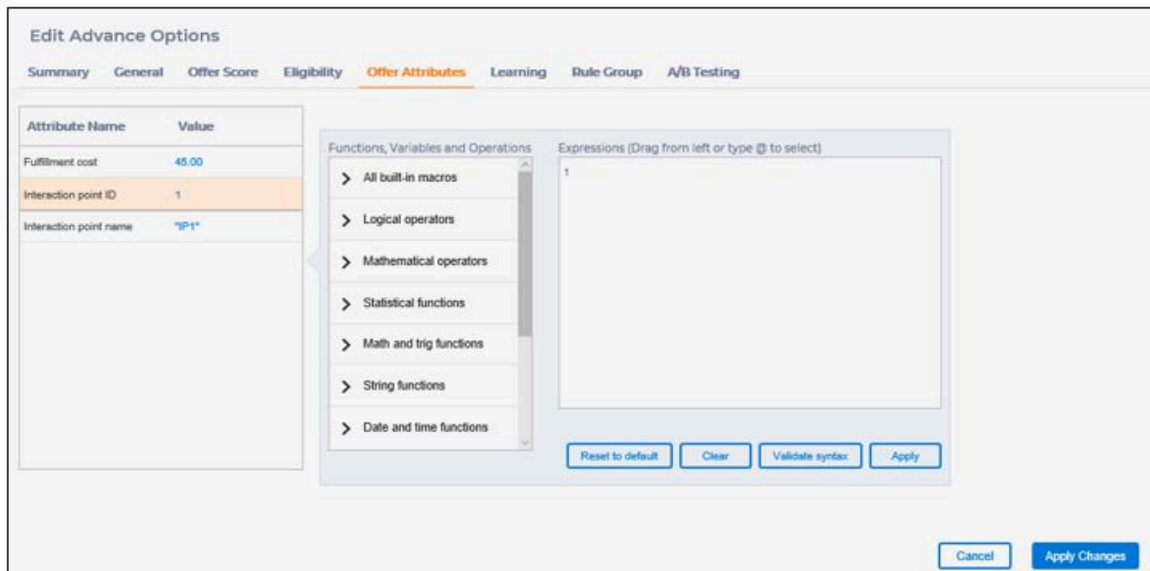 Edit Advance Options
Summary General Offer Score Eligibility Offer Attributes Learning Rule Group A/B Testing
Attribute Name Value
Fulfillment cost 45.00
Interaction point ID 1
Interaction point name "IP1"
Functions, Variables and Operations
All built-in macros
Logical operators
Mathematical operators
Statistical functions
Math and trig functions
String functions
Date and time functions
Expressions (Drag from left or type @ to select)
1
Reset to default Clear Validate syntax Apply
Cancel Apply Changes